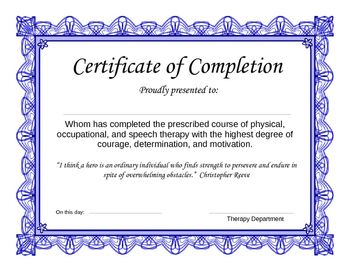 Certificate of Completion
Proudly presented to:
Whom has completed the prescribed course of physical,
occupational, and speech therapy with the highest degree of
courage, determination, and motivation.
"I think a hero is an ordinary individual who finds strength to persevere and endure in
spite of overwhelming obstacles." Christopher Reeve
On this day:
Therapy Department